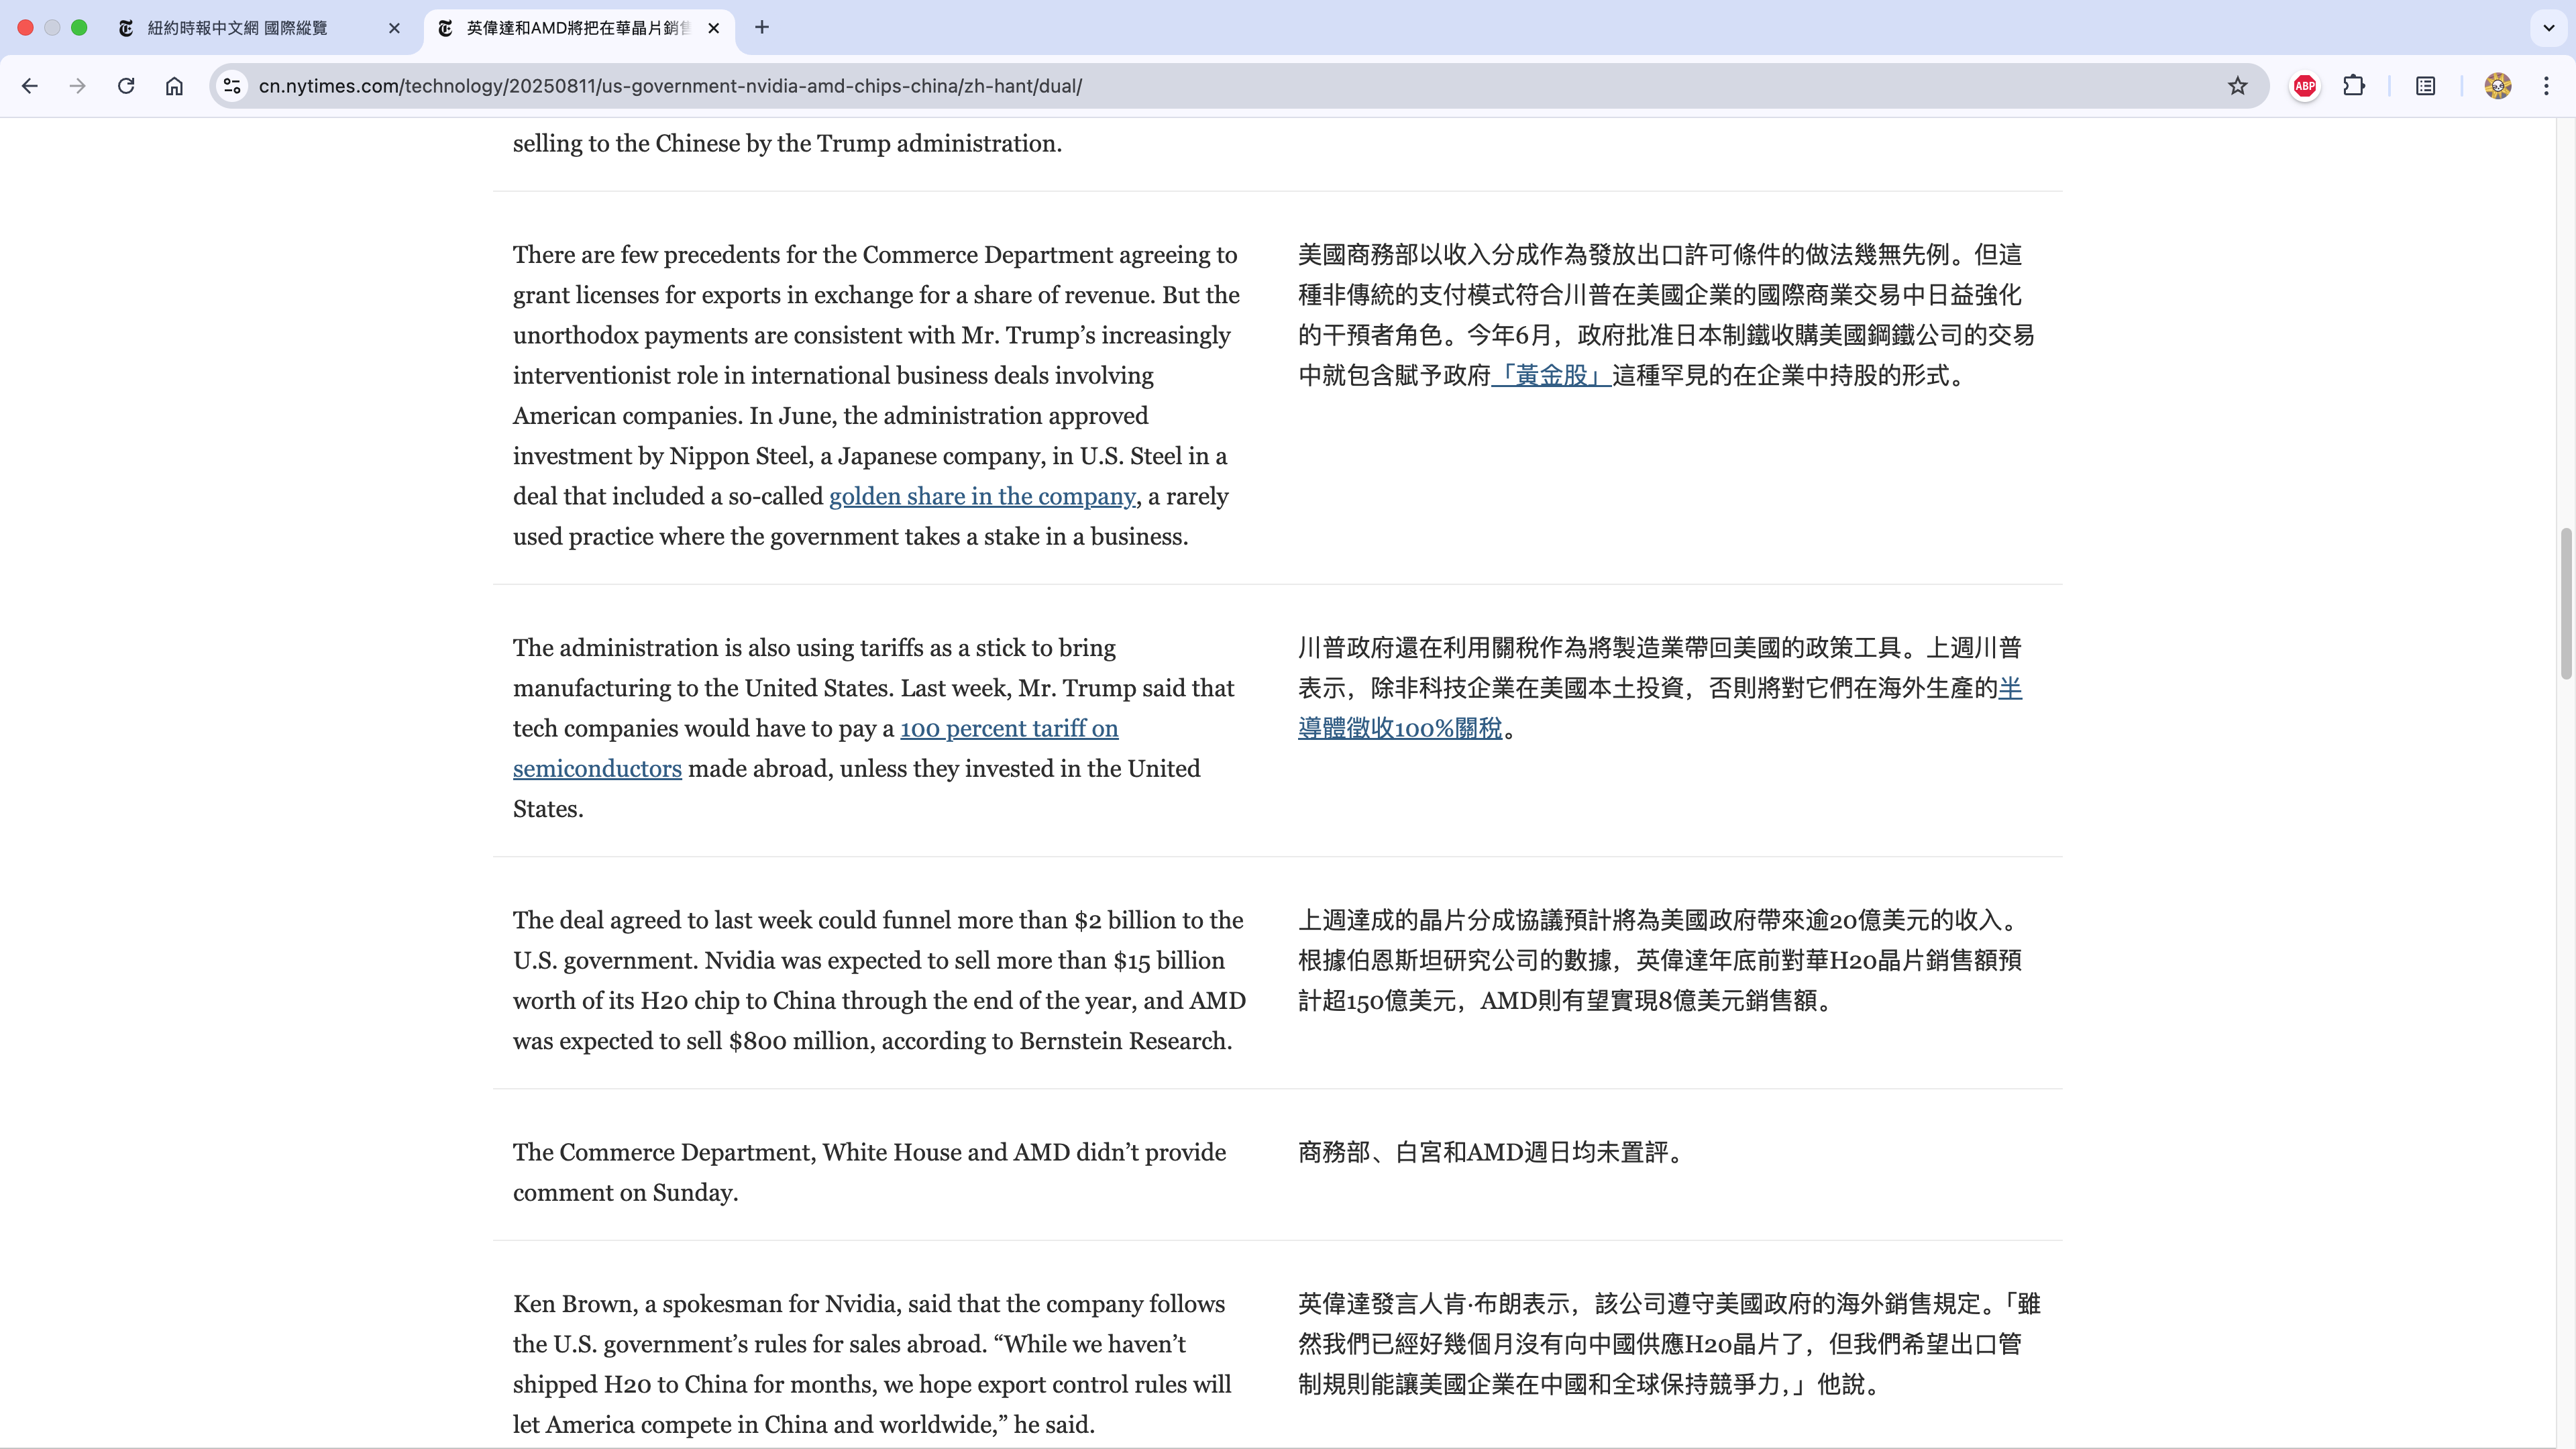 紐約時報中文網 國際縱覽
英偉達和AMD將把在華晶片銷售
cn.nytimes.com/technology/20250811/us-government-nvidia-amd-chips-china/zh-hant/dual/
ABP
selling to the Chinese by the Trump administration.
There are few precedents for the Commerce Department agreeing to
grant licenses for exports in exchange for a share of revenue. But the
unorthodox payments are consistent with Mr. Trump’s increasingly
interventionist role in international business deals involving
American companies. In June, the administration approved
investment by Nippon Steel, a Japanese company, in U.S. Steel in a
deal that included a so-called golden share in the company, a rarely
used practice where the government takes a stake in a business.
美國商務部以收入分成作為發放出口許可條件的做法幾無先例。但這
種非傳統的支付模式符合川普在美國企業的國際商業交易中日益強化
的干預者角色。今年6月，政府批准日本制鐵收購美國鋼鐵公司的交易
中就包含賦予政府「黃金股」這種罕見的在企業中持股的形式。
The administration is also using tariffs as a stick to bring
manufacturing to the United States. Last week, Mr. Trump said that
tech companies would have to pay a 100 percent tariff on
semiconductors made abroad, unless they invested in the United
States.
川普政府還在利用關稅作為將製造業帶回美國的政策工具。上週川普
表示，除非科技企業在美國本土投資，否則將對它們在海外生產的半
導體徵收100%關稅。
The deal agreed to last week could funnel more than $2 billion to the
U.S. government. Nvidia was expected to sell more than $15 billion
worth of its H20 chip to China through the end of the year, and AMD
was expected to sell $800 million, according to Bernstein Research.
上週達成的晶片分成協議預計將為美國政府帶來逾20億美元的收入。
根據伯恩斯坦研究公司的數據，英偉達年底前對華H20晶片銷售額預
計超150億美元，AMD則有望實現8億美元銷售額。
The Commerce Department, White House and AMD didn’t provide
comment on Sunday.
商務部、白宮和AMD週日均未置評。
Ken Brown, a spokesman for Nvidia, said that the company follows
the U.S. government’s rules for sales abroad. “While we haven’t
shipped H20 to China for months, we hope export control rules will
let America compete in China and worldwide,” he said.
英偉達發言人肯·布朗表示，該公司遵守美國政府的海外銷售規定。「雖
然我們已經好幾個月沒有向中國供應H20晶片了，但我們希望出口管
制規則能讓美國企業在中國和全球保持競爭力，」他說。